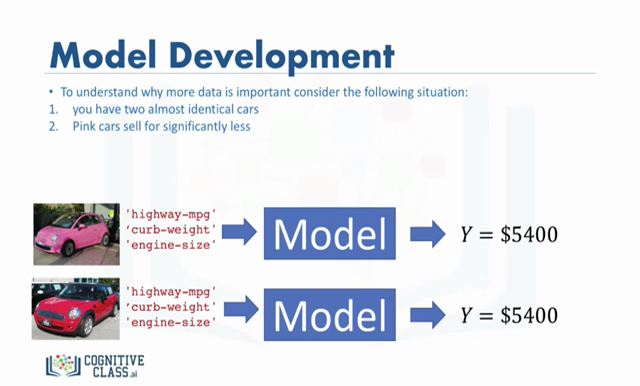 Model Development
• To understand why more data is important consider the following situation:
1. you have two almost identical cars
2. Pink cars sell for significantly less
'highway-mpg'
'curb-weight'
'engine-size'
Model
Y = $5400
'highway-mpg'
'curb-weight'
'engine-size'
Model
Y = $5400
COGNITIVE
CLASS.ai